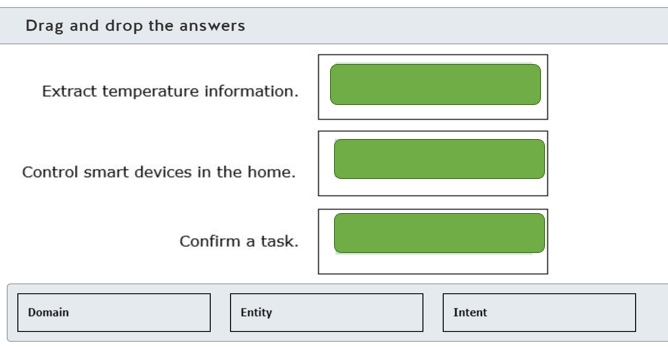 Drag and drop the answers
Extract temperature information.
Control smart devices in the home.
Confirm a task.
Domain
Entity
Intent